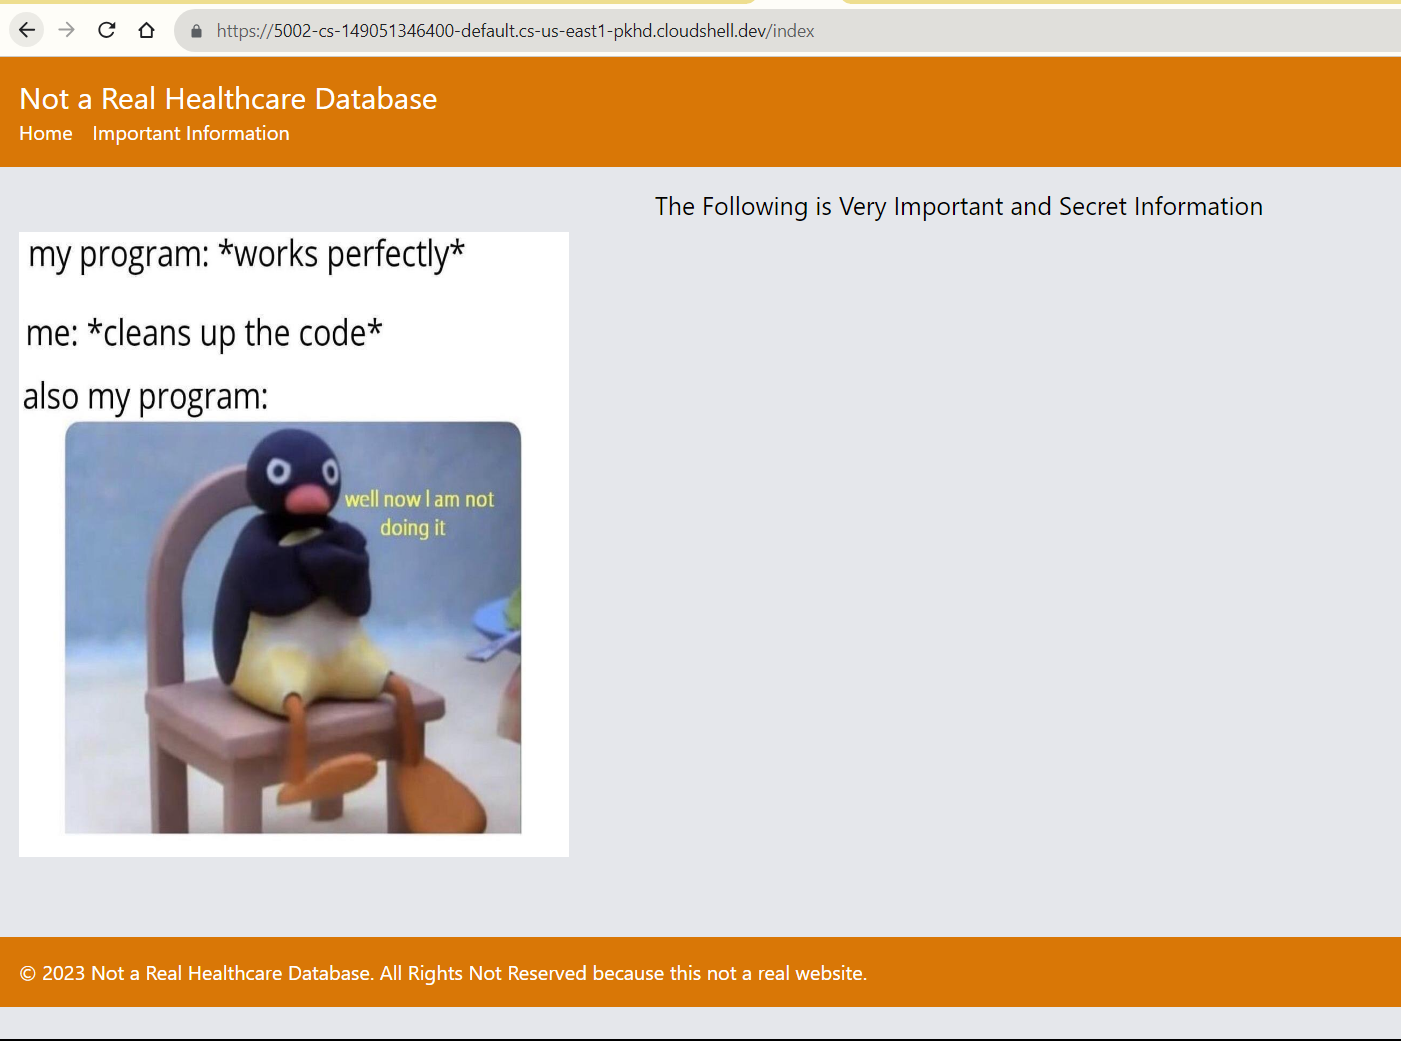 https://5002-cs-149051346400-default.cs-us-east1-pkhd.cloudshell.dev/index
Not a Real Healthcare Database
Home Important Information
The Following is Very Important and Secret Information
my program: *works perfectly*
me: *cleans up the code*
also my program:
well now I am not
doing it
© 2023 Not a Real Healthcare Database. All Rights Not Reserved because this not a real website.